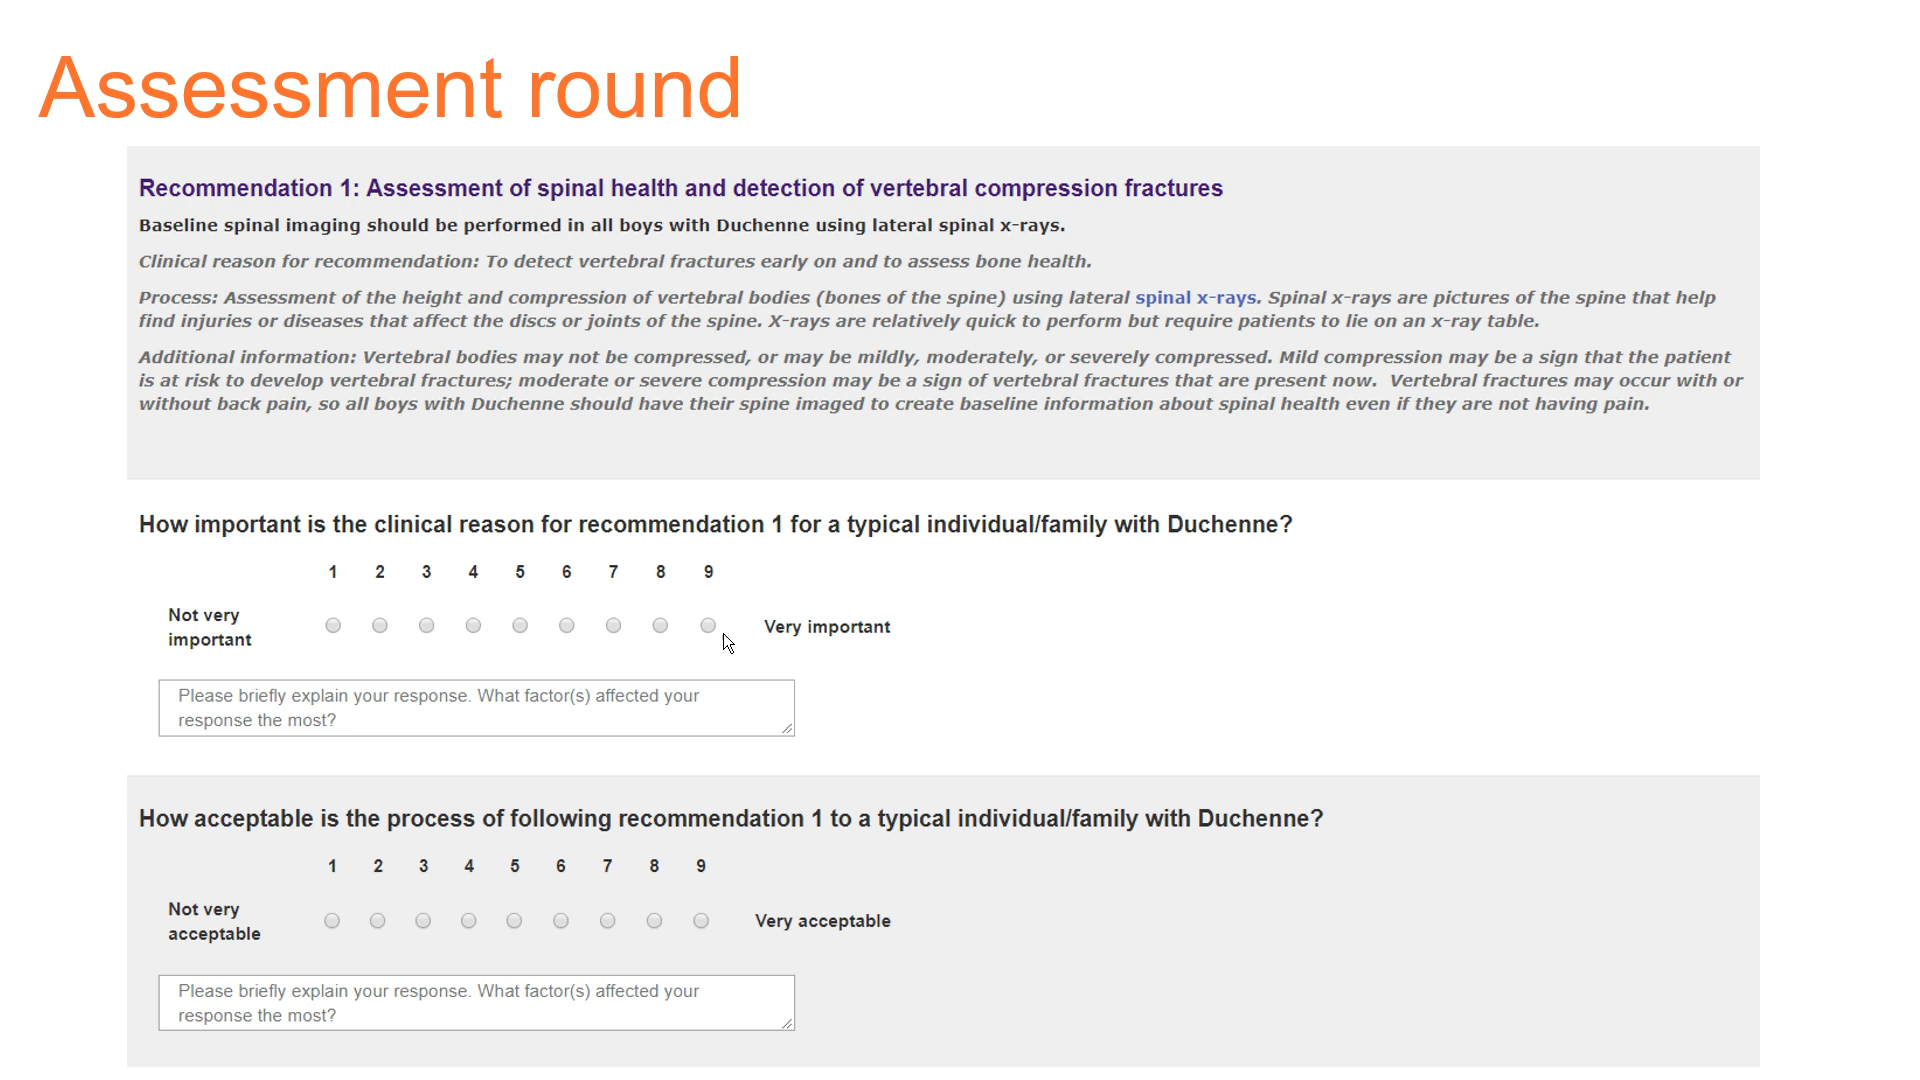 Assessment round
Recommendation 1: Assessment of spinal health and detection of vertebral compression fractures
Baseline spinal imaging should be performed in all boys with Duchenne using lateral spinal x-rays.
Clinical reason for recommendation: To detect vertebral fractures early on and to assess bone health.
Process: Assessment of the height and compression of vertebral bodies (bones of the spine) using lateral spinal x-rays. Spinal x-rays are pictures of the spine that help
find injuries or diseases that affect the discs or joints of the spine. X-rays are relatively quick to perform but require patients to lie on an x-ray table.
Additional information: Vertebral bodies may not be compressed, or may be mildly, moderately, or severely compressed. Mild compression may be a sign that the patient
is at risk to develop vertebral fractures; moderate or severe compression may be a sign of vertebral fractures that are present now.  Vertebral fractures may occur with or
without back pain, so all boys with Duchenne should have their spine imaged to create baseline information about spinal health even if they are not having pain.
How important is the clinical reason for recommendation 1 for a typical individual/family with Duchenne?
1 2 3 4 5 6 7 8 9
Not very
important
Very important
Please briefly explain your response. What factor(s) affected your
response the most?
How acceptable is the process of following recommendation 1 to a typical individual/family with Duchenne?
1 2 3 4 5 6 7 8 9
Not very
acceptable
Very acceptable
Please briefly explain your response. What factor(s) affected your
response the most?